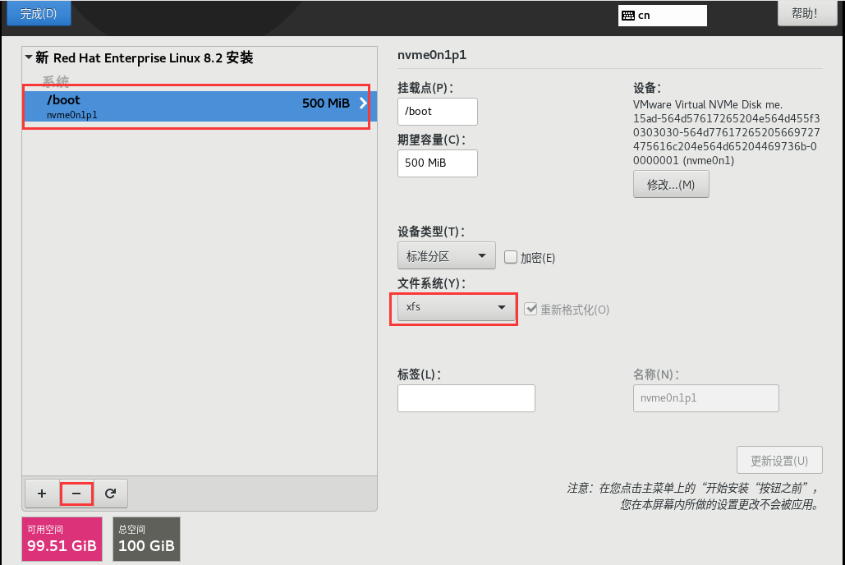 完成(D)
cn
帮助!
新 Red Hat Enterprise Linux 8.2 安装
系统
/boot
500 MiB
nvme0n1p1
nvme0n1p1
挂载点(P):
/boot
期望容量(C):
500 MiB
设备:
VMware Virtual NVMe Disk me.
15ad-564d57617265204e564d455f3
0303030-564d77617265205669727
475616c204e564d65204469736b-0
0000001 (nvme0n1)
修改...(M)
设备类型(T):
标准分区
加密(E)
文件系统(Y):
xfs
重新格式化(O)
标签(L):
名称(N):
nvme0n1p1
更新设置(U)
注意:在您点击主菜单上的“开始安装“按钮之前”,
您在本屏幕内所做的设置更改不会被应用。
可用空间
99.51 GiB
总空间
100 GiB